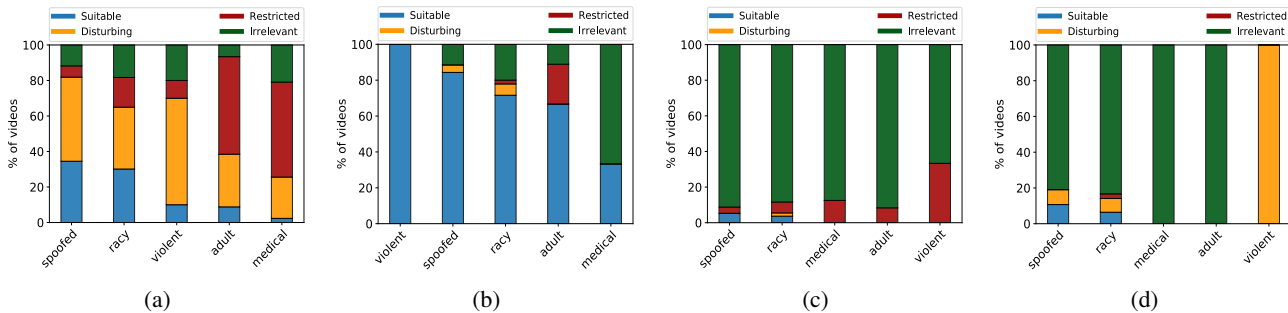 Suitable Restricted
Disturbing Irrelevant
100
80
60
40
20
0
% of videos
spoofed racy violent adult medical
(a)
Suitable Restricted
Disturbing Irrelevant
100
80
60
40
20
0
% of videos
violent spoofed racy adult medical
(b)
Suitable Restricted
Disturbing Irrelevant
100
80
60
40
20
0
% of videos
spoofed racy medical adult violent
(c)
Suitable Restricted
Disturbing Irrelevant
100
80
60
40
20
0
% of videos
spoofed racy medical adult violent
(d)